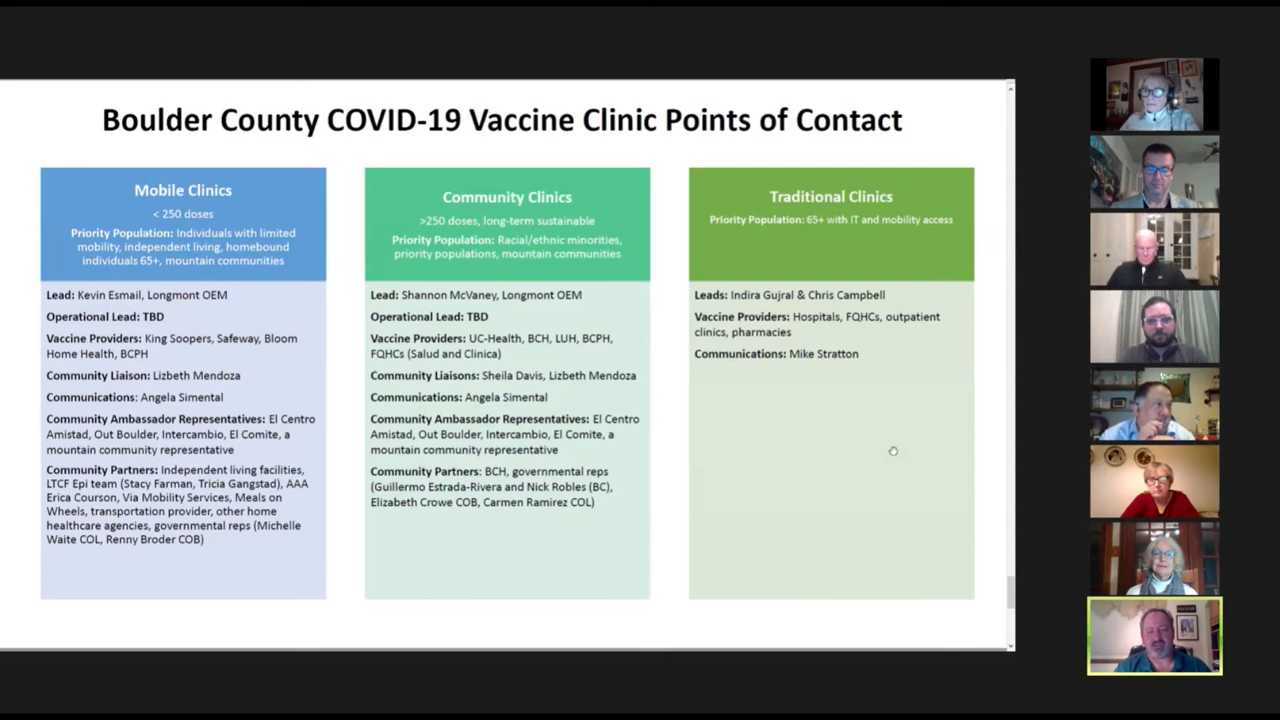 Boulder County COVID-19 Vaccine Clinic Points of Contact
Mobile Clinics
< 250 doses
Priority Population: Individuals with limited
mobility, independent living, homebound
individuals 65+, mountain communities
Lead: Kevin Esmail, Longmont OEM
Operational Lead: TBD
Vaccine Providers: King Soopers, Safeway, Bloom
Home Health, BCPH
Community Liaison: Lizbeth Mendoza
Communications: Angela Simental
Community Ambassador Representatives: El Centro
Amistad, Out Boulder, Intercambio, El Comite, a
mountain community representative
Community Partners: Independent living facilities,
LTCF Epi team (Stacy Farman, Tricia Gangstad), AAA
Erica Courson, Via Mobility Services, Meals on
Wheels, transportation provider, other home
healthcare agencies, governmental reps (Michelle
Waite COL, Renny Broder COB)
Community Clinics
>250 doses, long-term sustainable
Priority Population: Racial/ethnic minorities,
priority populations, mountain communities
Lead: Shannon McVaney, Longmont OEM
Operational Lead: TBD
Vaccine Providers: UC-Health, BCH, LUH, BCPH,
FQHCs (Salud and Clinica)
Community Liaisons: Sheila Davis, Lizbeth Mendoza
Communications: Angela Simental
Community Ambassador Representatives: El Centro
Amistad, Out Boulder, Intercambio, El Comite, a
mountain community representative
Community Partners: BCH, governmental reps
(Guillermo Estrada-Rivera and Nick Robles (BC),
Elizabeth Crowe COB, Carmen Ramirez COL)
Traditional Clinics
Priority Population: 65+ with IT and mobility access
Leads: Indira Gujral & Chris Campbell
Vaccine Providers: Hospitals, FQHCs, outpatient
clinics, pharmacies
Communications: Mike Stratton